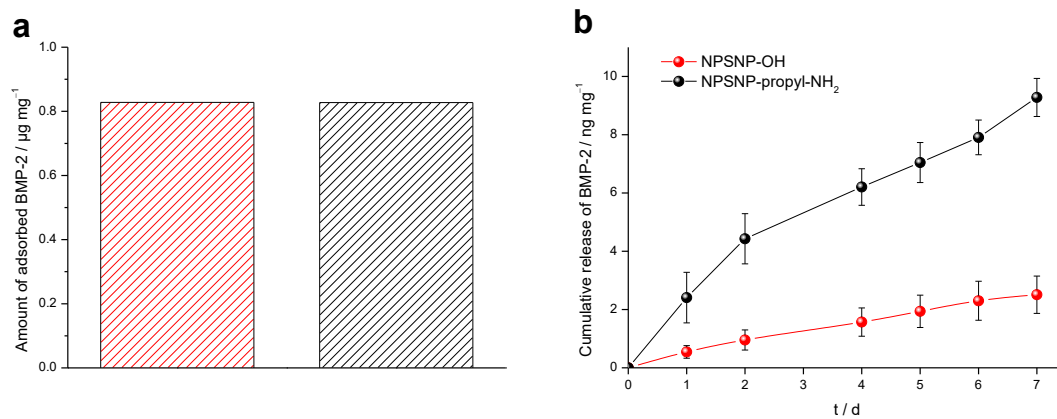 a
Amount of adsorbed BMP-2 / µg mg⁻¹
1.0
0.8
0.6
0.4
0.2
0.0
b
NPSNP-OH
NPSNP-propyl-NH₂
Cumulative release of BMP-2 / ng mg⁻¹
10
8
6
4
2
0
0 1 2 3 4 5 6 7
t / d